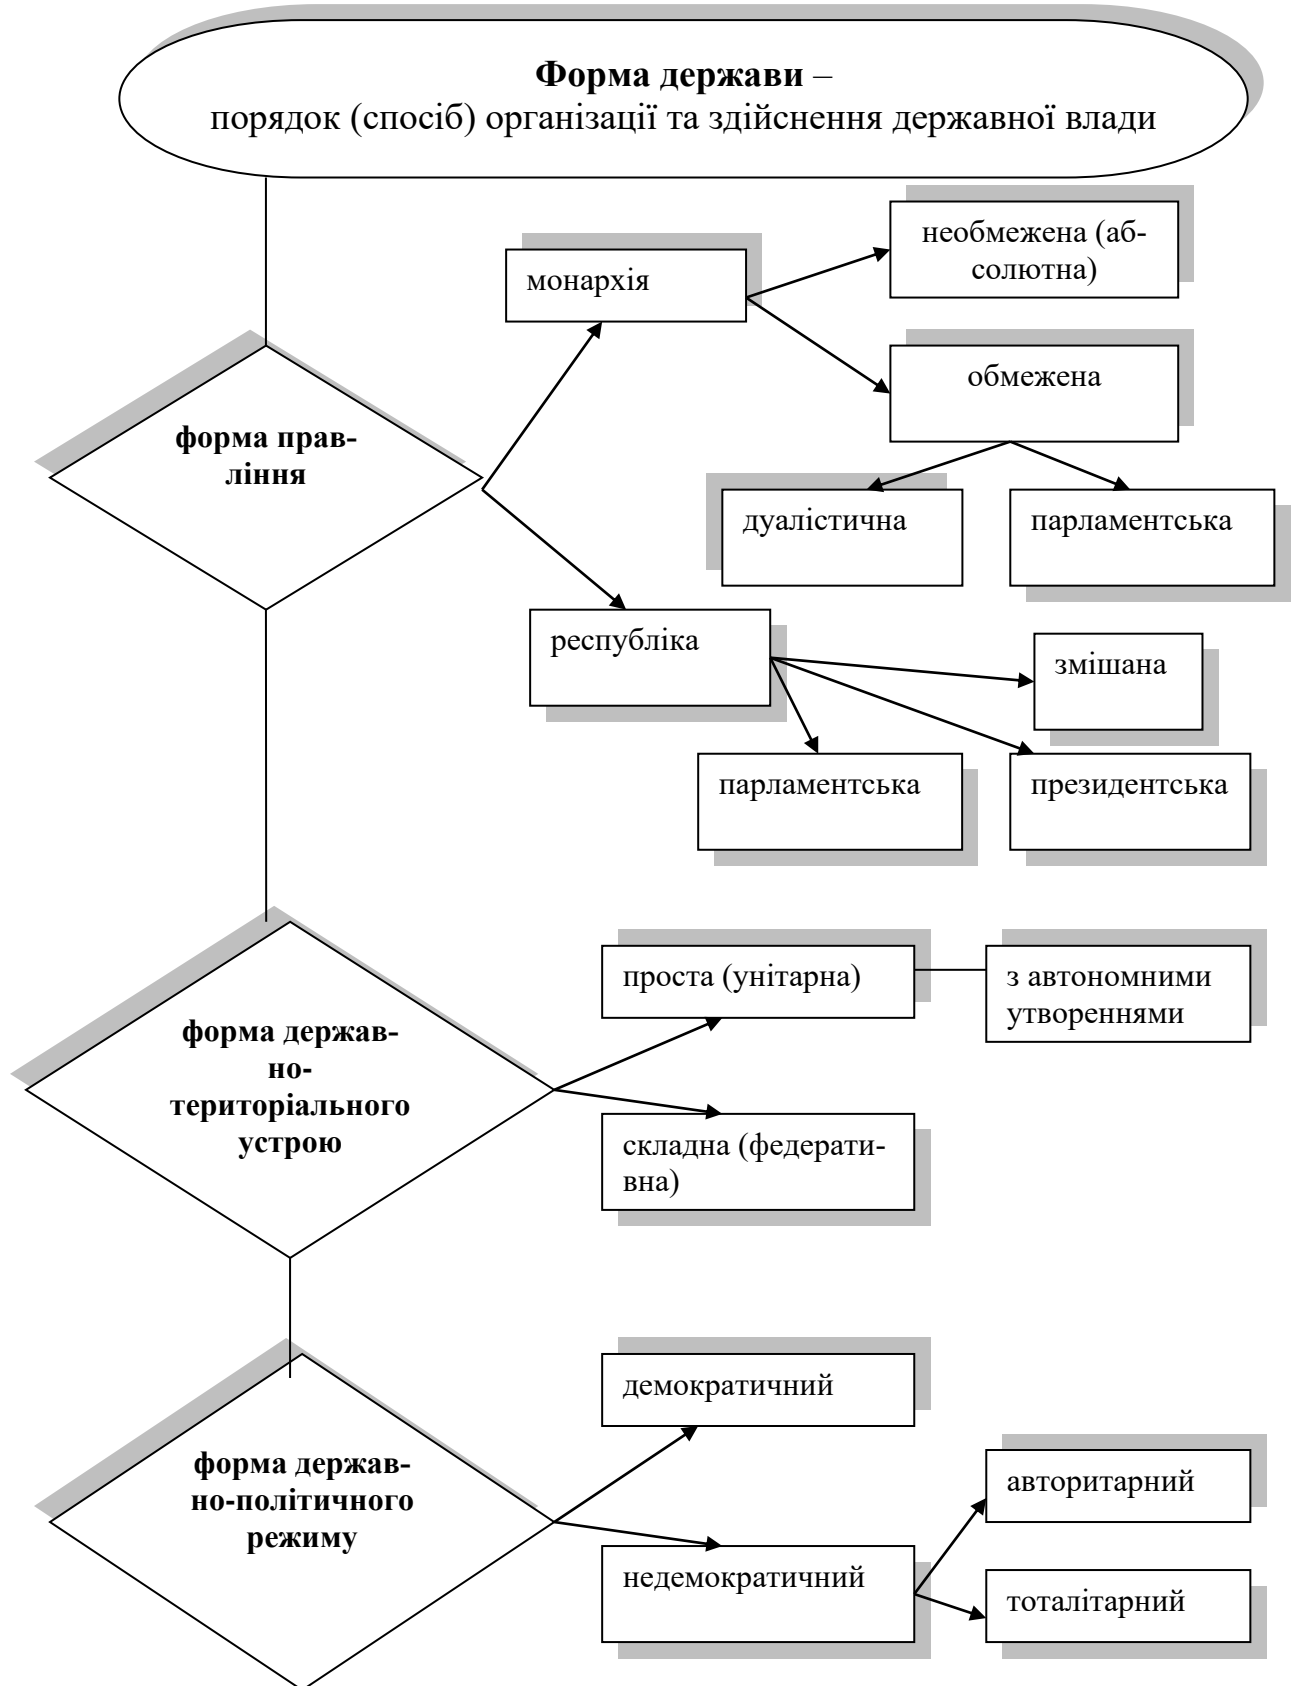 Форма держави –
порядок (спосіб) організації та здійснення державної влади
необмежена (аб-
солютна)
монархія
обмежена
форма прав-
ління
дуалістична
парламентська
республіка
змішана
парламентська
президентська
проста (унітарна)
з автономними
утвореннями
форма держав-
но-
територіального
устрою
складна (федерати-
вна)
демократичний
форма держав-
но-політичного
режиму
авторитарний
недемократичний
тоталітарний